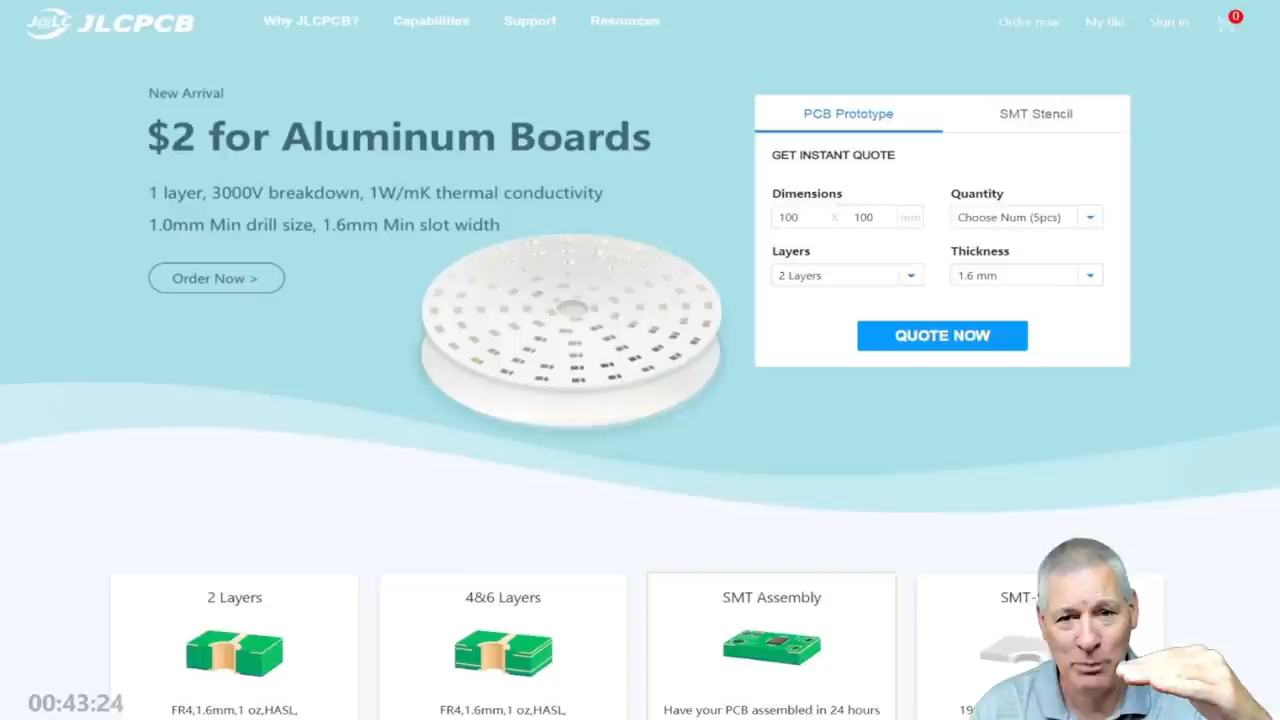 J@LC JLCPCB
Why JLCPCB?
Capabilities
Support
Resources
Order now
My file
Sign in
0
New Arrival
$2 for Aluminum Boards
1 layer, 3000V breakdown, 1W/mK thermal conductivity
1.0mm Min drill size, 1.6mm Min slot width
Order Now >
PCB Prototype
SMT Stencil
GET INSTANT QUOTE
Dimensions
Quantity
100 X 100 mm
Choose Num (5pcs)
Layers
Thickness
2 Layers
1.6 mm
QUOTE NOW
2 Layers
4&6 Layers
SMT Assembly
SMT-
FR4,1.6mm,1 oz,HASL,
FR4,1.6mm,1 oz,HASL,
Have your PCB assembled in 24 hours
19
00:43:24